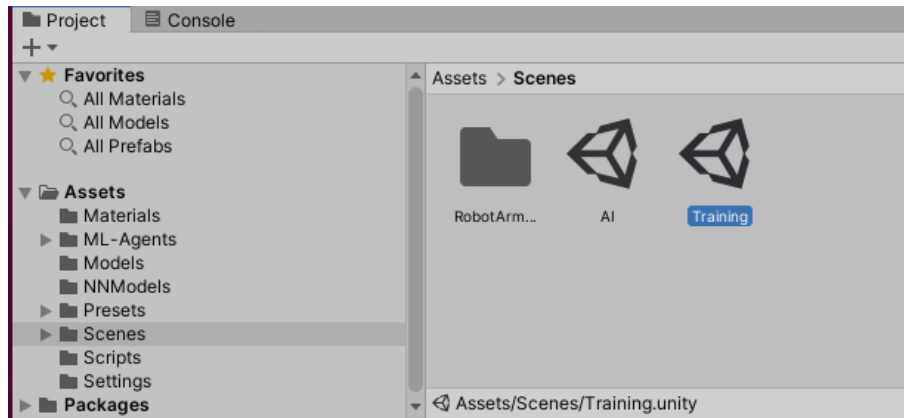 Project
Console
Favorites
All Materials
All Models
All Prefabs
Assets
Materials
ML-Agents
Models
NNModels
Presets
Scenes
Scripts
Settings
Packages
Assets > Scenes
RobotArm...
AI
Training
Assets/Scenes/Training.unity